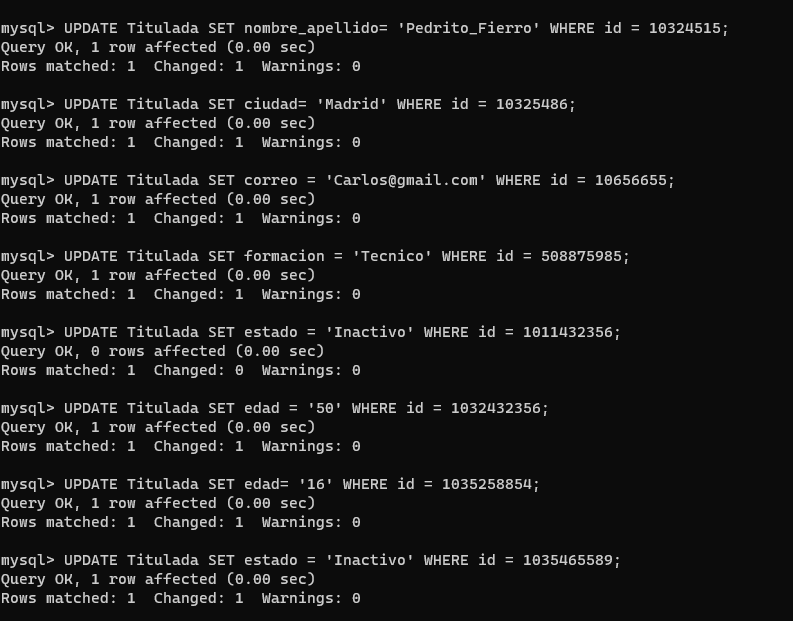 mysql> UPDATE Titulada SET nombre_apellido= 'Pedrito_Fierro' WHERE id = 10324515;
Query OK, 1 row affected (0.00 sec)
Rows matched: 1  Changed: 1  Warnings: 0

mysql> UPDATE Titulada SET ciudad= 'Madrid' WHERE id = 10325486;
Query OK, 1 row affected (0.00 sec)
Rows matched: 1  Changed: 1  Warnings: 0

mysql> UPDATE Titulada SET correo = 'Carlos@gmail.com' WHERE id = 10656655;
Query OK, 1 row affected (0.00 sec)
Rows matched: 1  Changed: 1  Warnings: 0

mysql> UPDATE Titulada SET formacion = 'Tecnico' WHERE id = 508875985;
Query OK, 1 row affected (0.00 sec)
Rows matched: 1  Changed: 1  Warnings: 0

mysql> UPDATE Titulada SET estado = 'Inactivo' WHERE id = 1011432356;
Query OK, 0 rows affected (0.00 sec)
Rows matched: 1  Changed: 0  Warnings: 0

mysql> UPDATE Titulada SET edad = '50' WHERE id = 1032432356;
Query OK, 1 row affected (0.00 sec)
Rows matched: 1  Changed: 1  Warnings: 0

mysql> UPDATE Titulada SET edad= '16' WHERE id = 1035258854;
Query OK, 1 row affected (0.00 sec)
Rows matched: 1  Changed: 1  Warnings: 0

mysql> UPDATE Titulada SET estado = 'Inactivo' WHERE id = 1035465589;
Query OK, 1 row affected (0.00 sec)
Rows matched: 1  Changed: 1  Warnings: 0